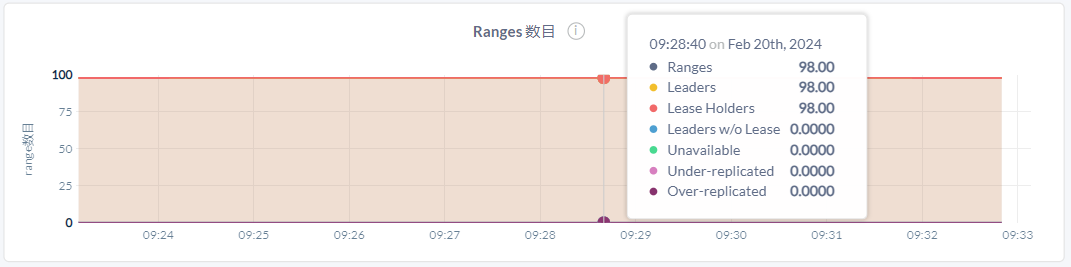 Ranges 数目 i
09:28:40 on Feb 20th, 2024
Ranges 98.00
Leaders 98.00
Lease Holders 98.00
Leaders w/o Lease 0.0000
Unavailable 0.0000
Under-replicated 0.0000
Over-replicated 0.0000
range数目
100
75
50
25
0
09:24 09:25 09:26 09:27 09:28 09:29 09:30 09:31 09:32 09:33